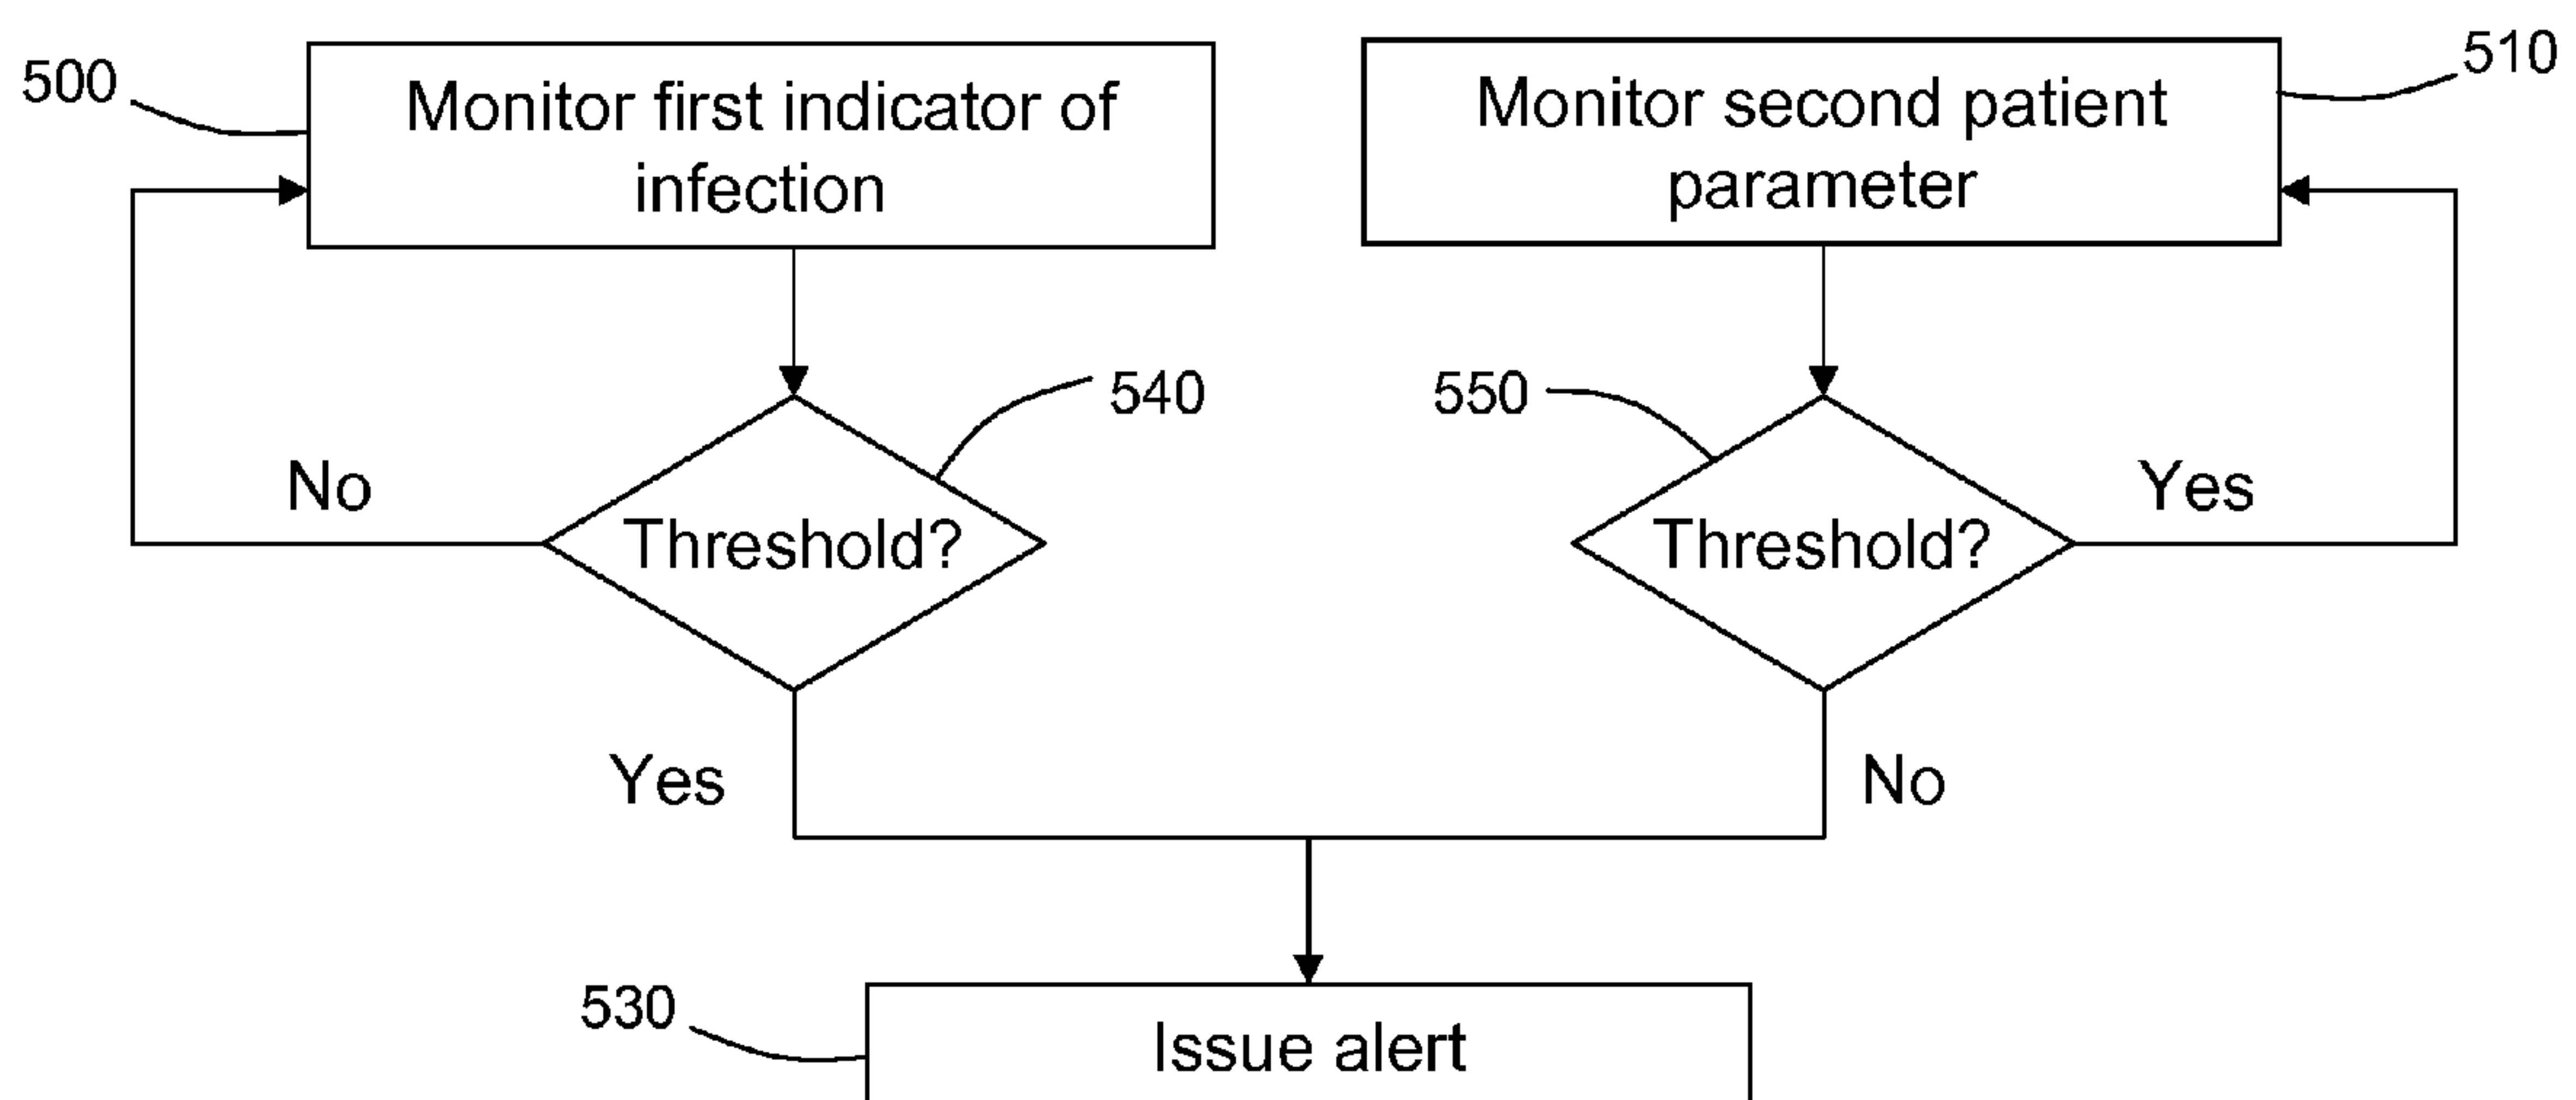 500
Monitor first indicator of
infection
Monitor second patient
parameter
510
540
550
No
Threshold?
Threshold?
Yes
Yes
No
530
Issue alert